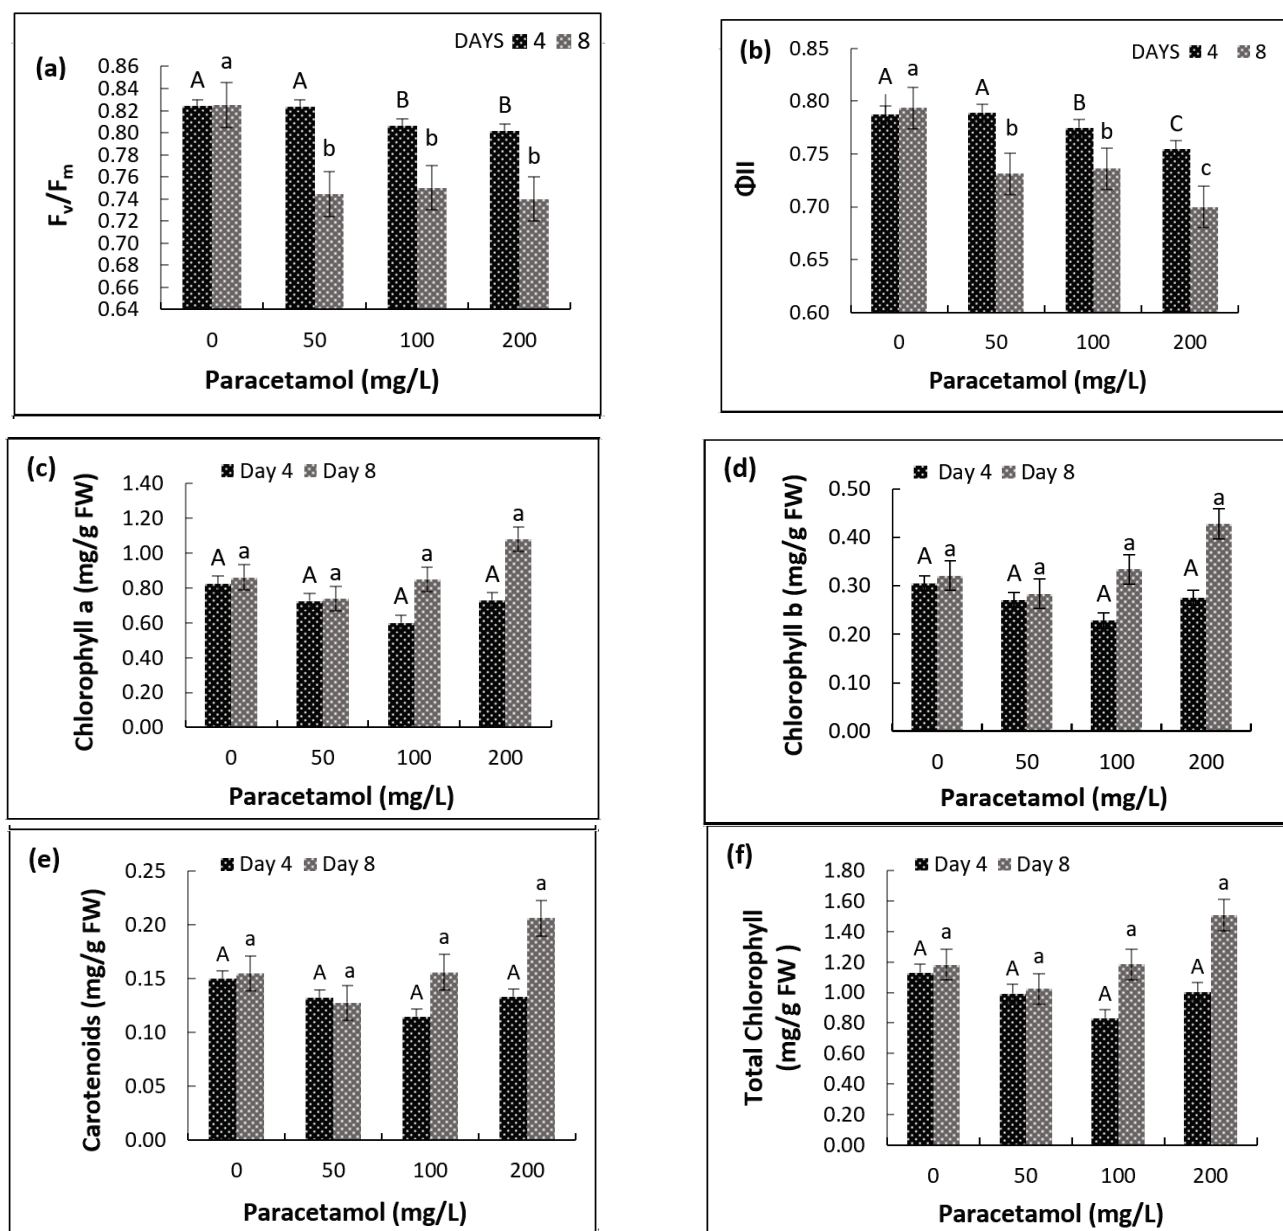 (a)
DAYS 4 8
0.86
0.84
0.82
0.80
0.78
0.76
0.74
0.72
0.70
0.68
0.66
0.64
Fv/Fm
A a A b B b B b
0 50 100 200
Paracetamol (mg/L)
(b)
DAYS 4 8
0.85
0.80
0.75
0.70
0.65
0.60
ΦII
A a A b B b C c
0 50 100 200
Paracetamol (mg/L)
(c)
Day 4 Day 8
1.40
1.20
1.00
0.80
0.60
0.40
0.20
0.00
Chlorophyll a (mg/g FW)
A a A a A a A a
0 50 100 200
Paracetamol (mg/L)
(d)
Day 4 Day 8
0.50
0.40
0.30
0.20
0.10
0.00
Chlorophyll b (mg/g FW)
A a A a A a A a
0 50 100 200
Paracetamol (mg/L)
(e)
Day 4 Day 8
0.25
0.20
0.15
0.10
0.05
0.00
Carotenoids (mg/g FW)
A a A a A a A a
0 50 100 200
Paracetamol (mg/L)
(f)
Day 4 Day 8
1.80
1.60
1.40
1.20
1.00
0.80
0.60
0.40
0.20
0.00
Total Chlorophyll
(mg/g FW )
A a A a A a A a
0 50 100 200
Paracetamol (mg/L)